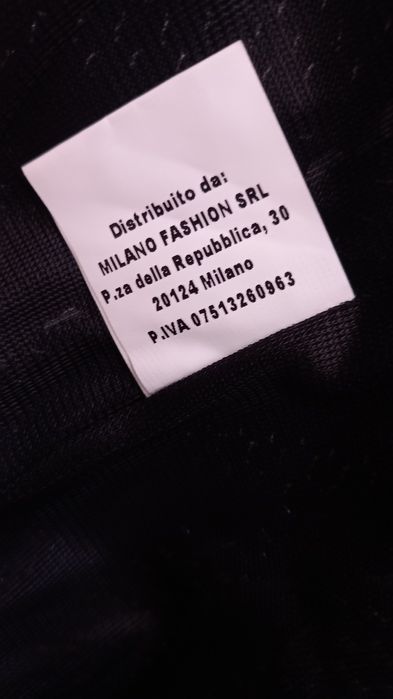 Distribuito da:
MILANO FASHION SRL
P.za della Repubblica, 30
20124 Milano
P.IVA 07513260963